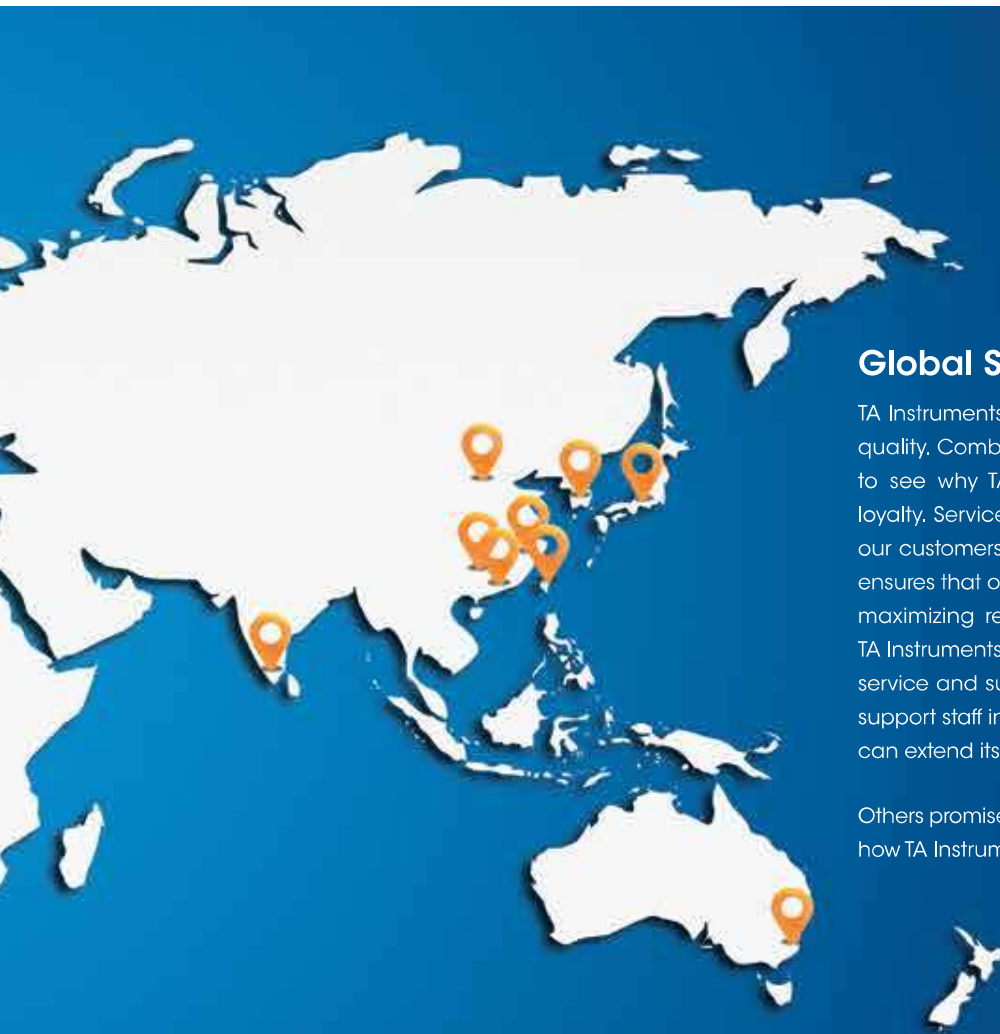 Global S
TA Instruments
quality. Comb
to see why TA
loyalty. Service
our customers
ensures that o
maximizing re
TA Instruments
service and su
support staff in
can extend its
Others promise
how TA Instrum